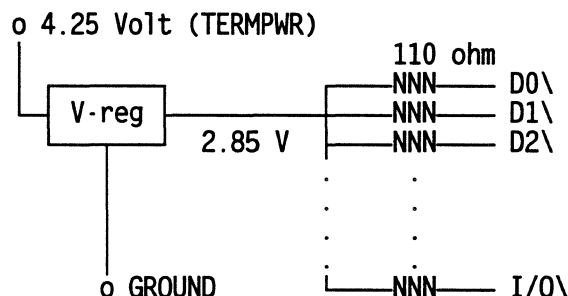 o 4.25 Volt (TERMPWR)
110 ohm
NNN D0\
V-reg NNN D1\
2.85 V NNN D2\
o GROUND NNN I/O\